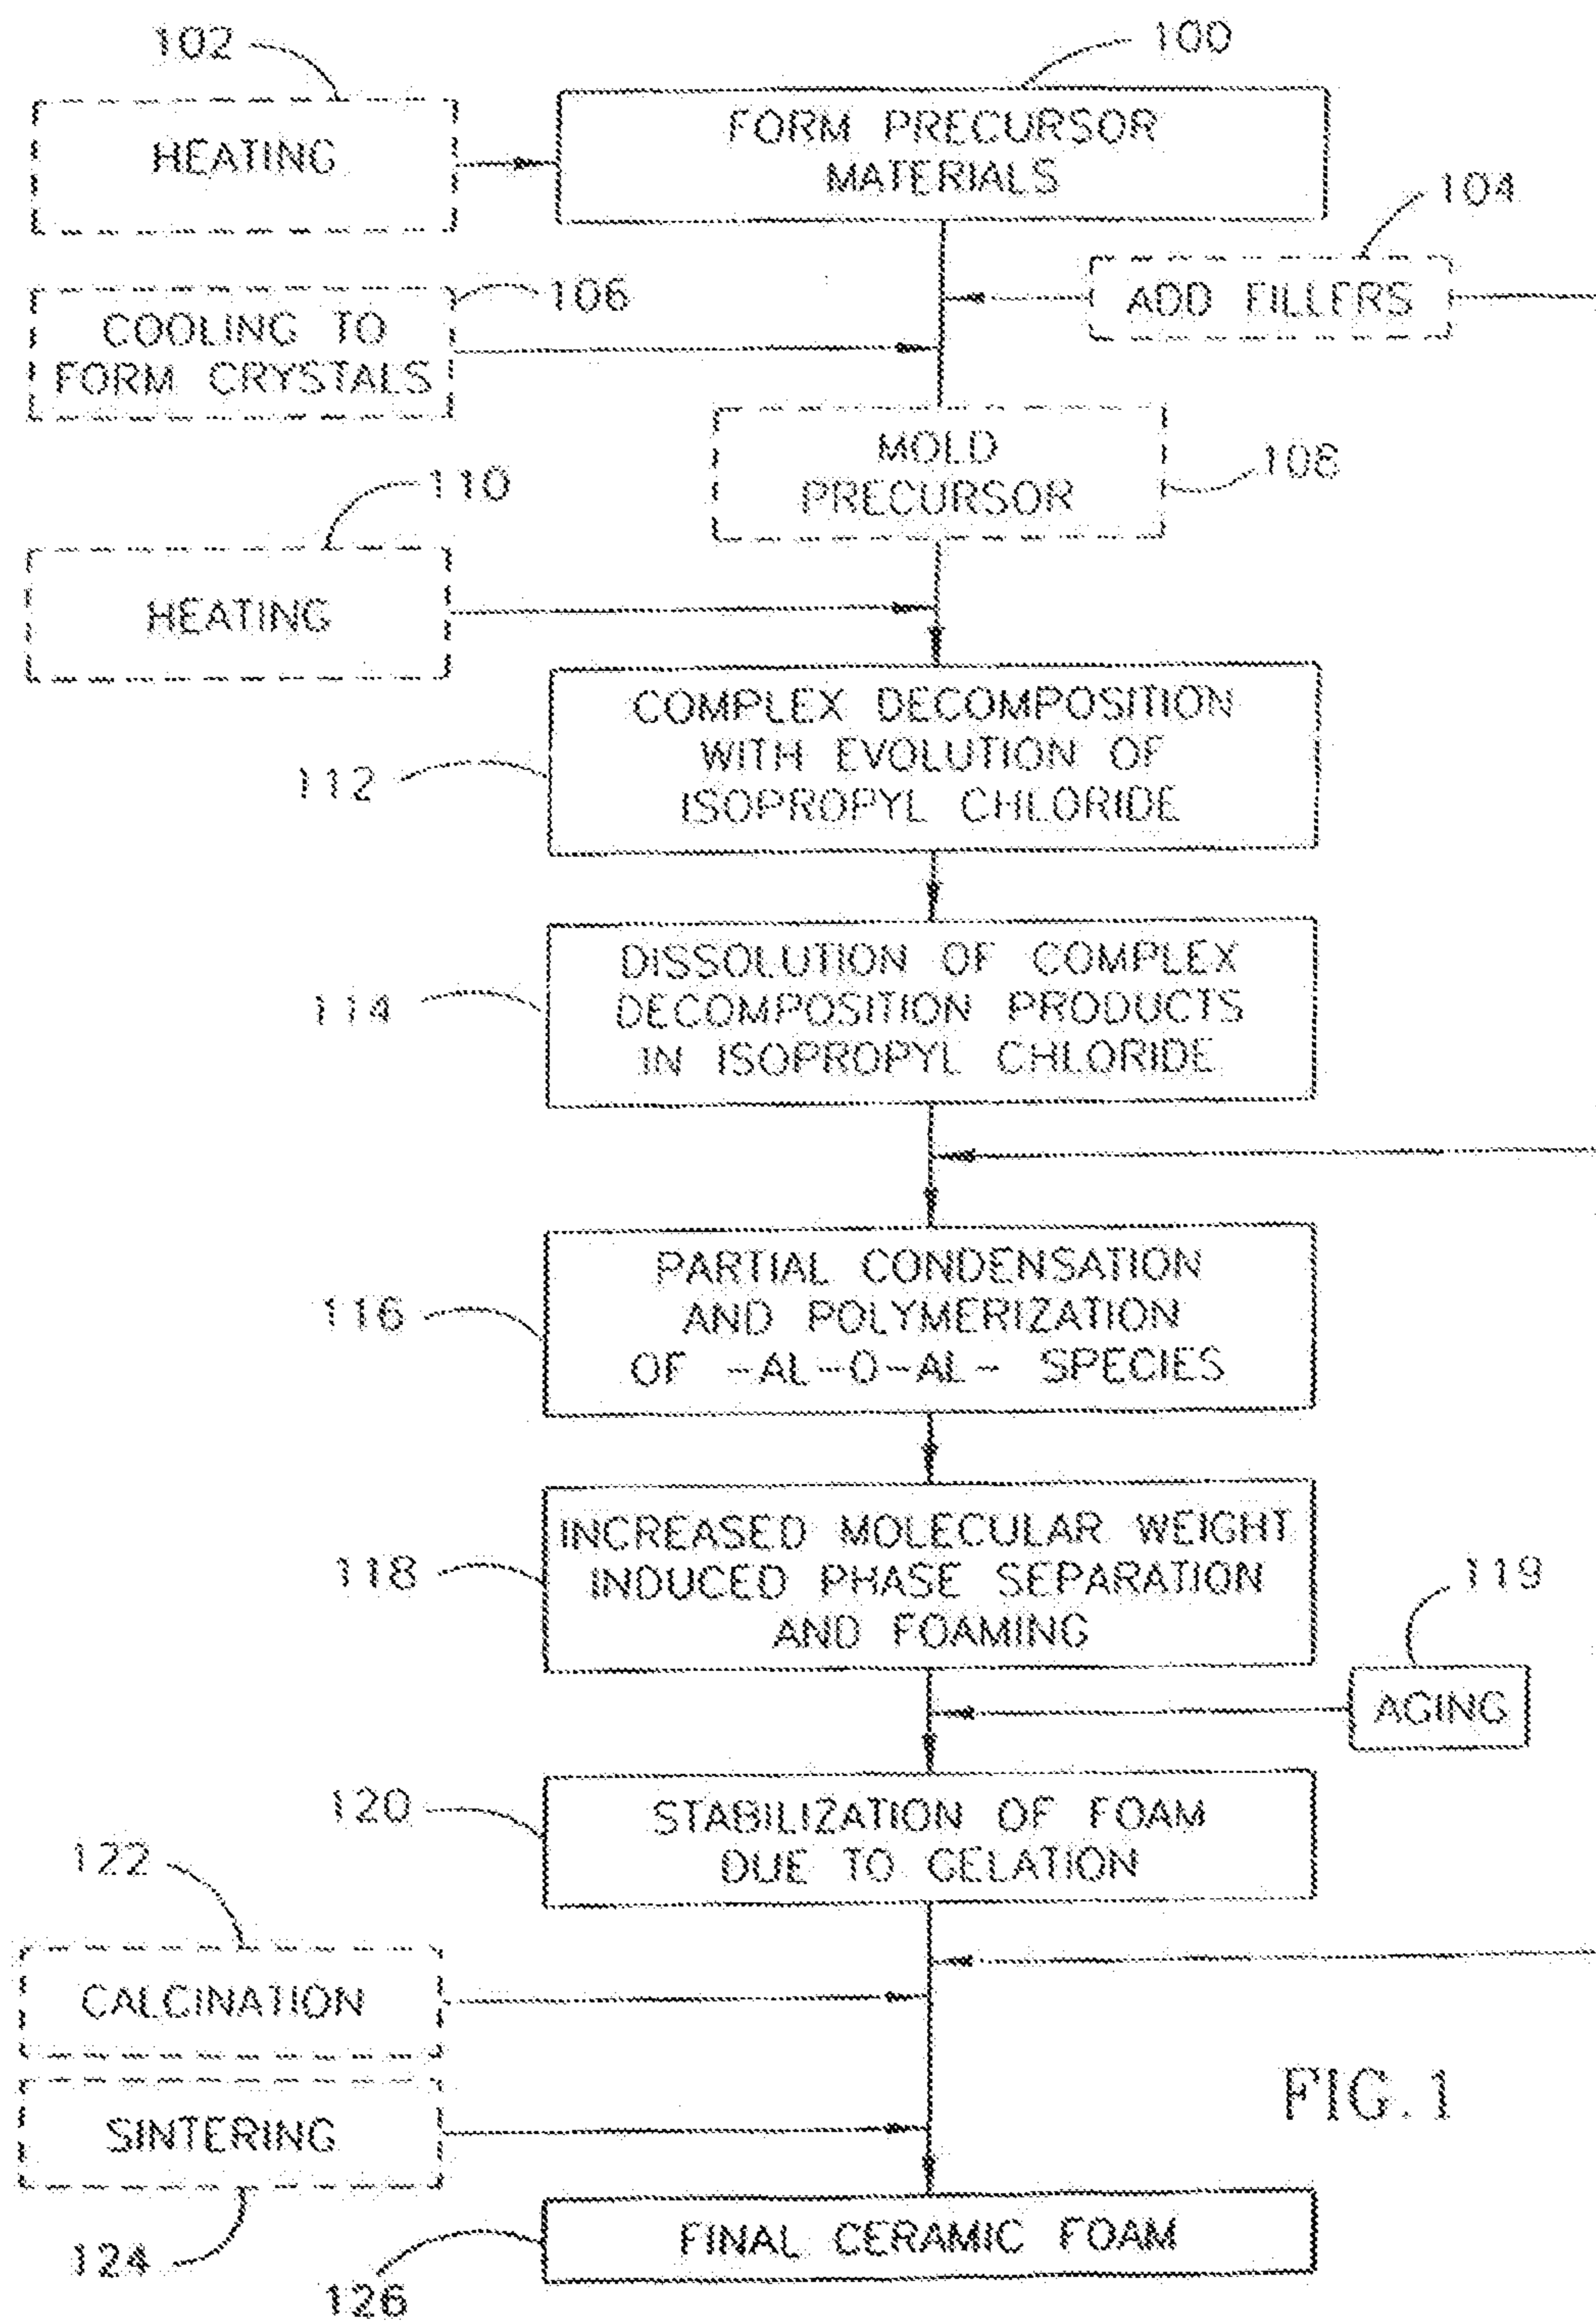 102
100
HEATING
FORM PRECURSOR
MATERIALS
104
106
ADD FILLERS
COOLING TO
FORM CRYSTALS
MOLD
PRECURSOR
108
110
HEATING
COMPLEX DECOMPOSITION
WITH EVOLUTION OF
ISOPROPYL CHLORIDE
112
DISSOLUTION OF COMPLEX
DECOMPOSITION PRODUCTS
IN ISOPROPYL CHLORIDE
114
PARTIAL CONDENSATION
AND POLYMERIZATION
OF -AL-O-AL- SPECIES
116
INCREASED MOLECULAR WEIGHT
INDUCED PHASE SEPARATION
AND FOAMING
118
119
AGING
120
STABILIZATION OF FOAM
DUE TO GELATION
122
CALCINATION
SINTERING
FIG. 1
124
FINAL CERAMIC FOAM
126